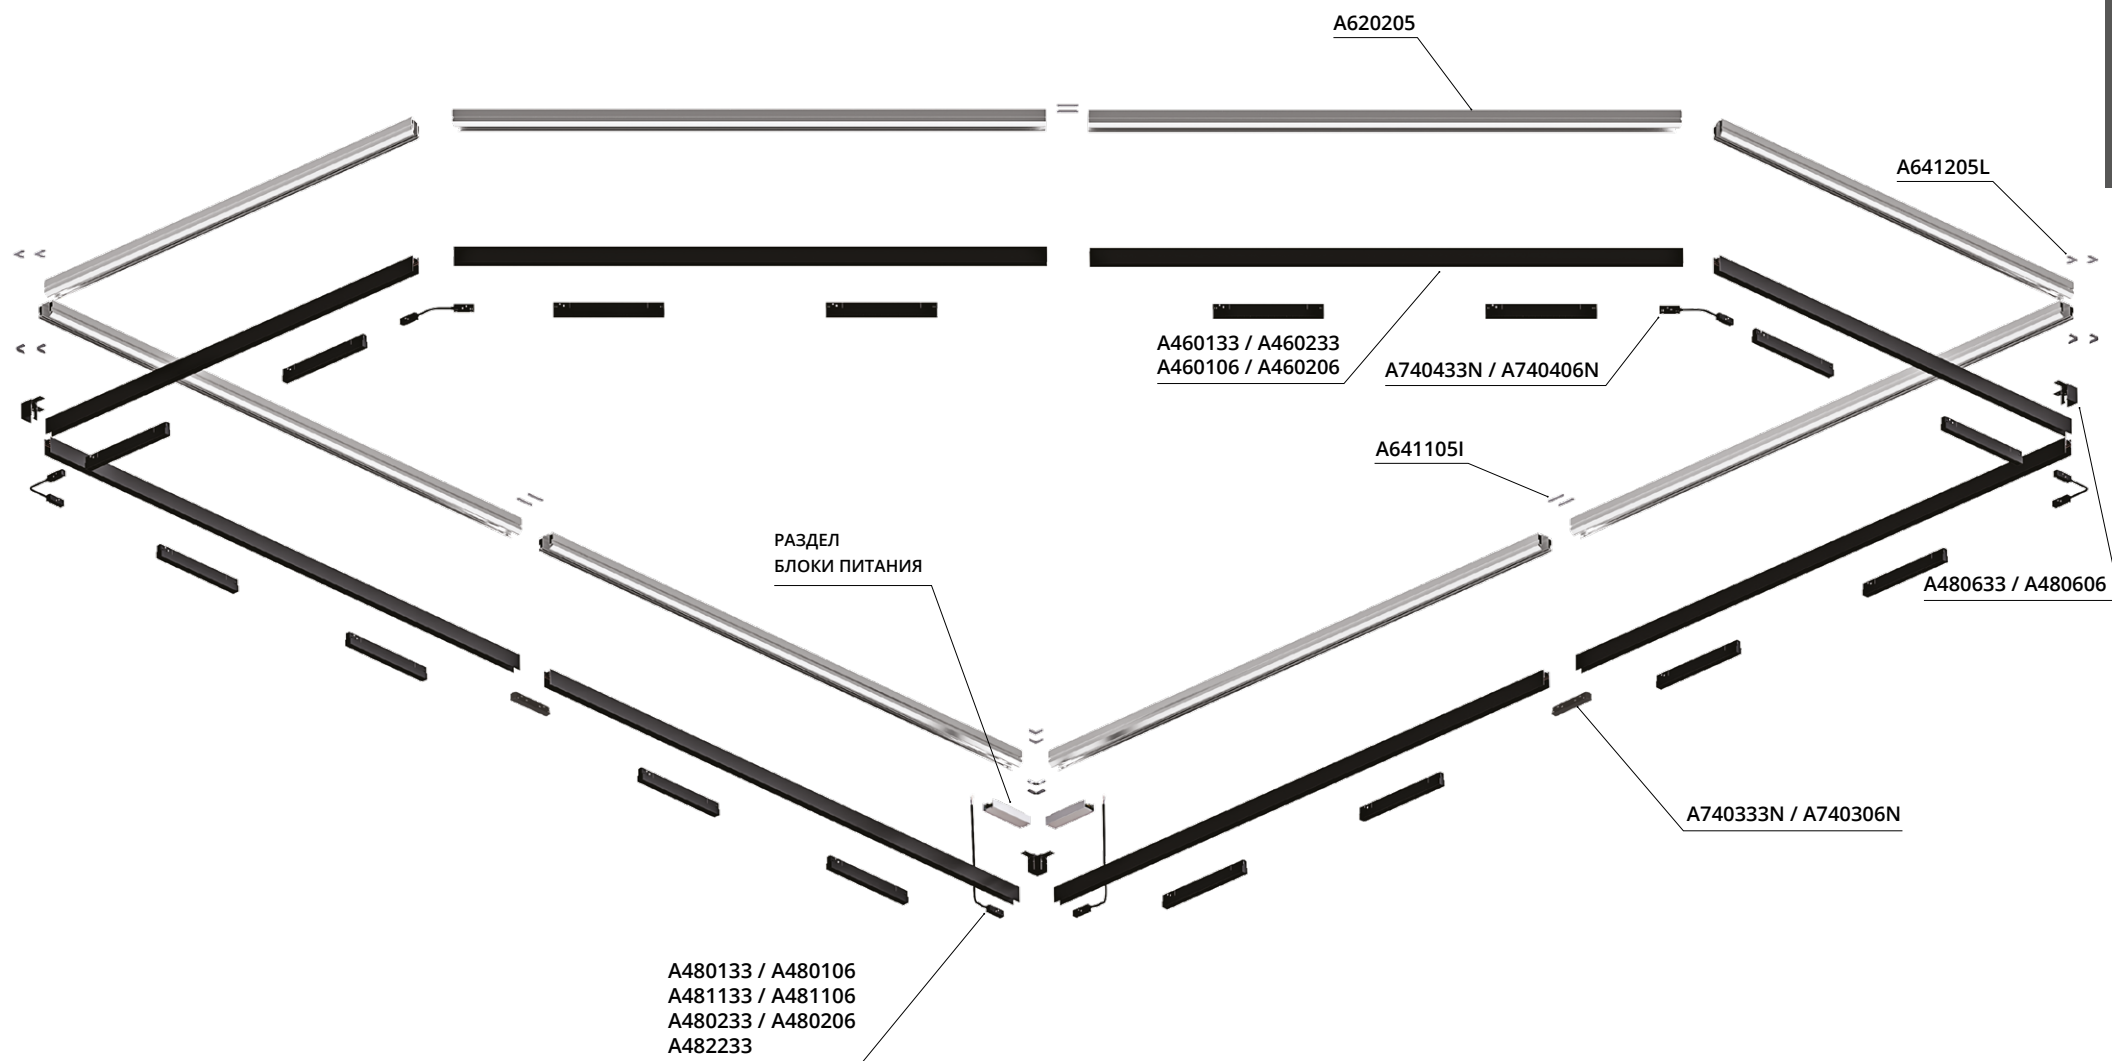 A620205
A641205L
A460133 / A460233
A460106 / A460206
A740433N / A740406N
A641105I
РАЗДЕЛ
БЛОКИ ПИТАНИЯ
A480633 / A480606
A740333N / A740306N
A480133 / A480106
A481133 / A481106
A480233 / A480206
A482233